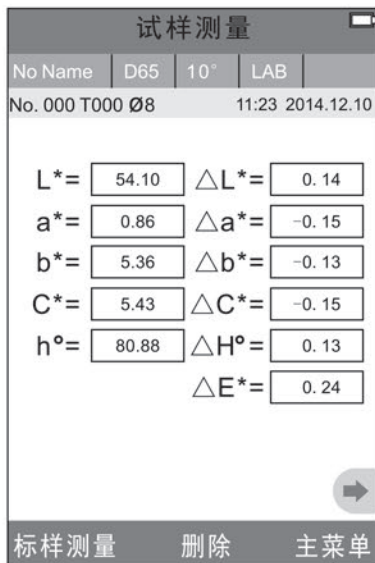 试样测量
No Name D65 10° LAB
No. 000 T000 Ø8 11:23 2014.12.10
L*= 54.10 △L*= 0.14
a*= 0.86 △a*= -0.15
b*= 5.36 △b*= -0.13
C*= 5.43 △C*= -0.15
h°= 80.88 △H°= 0.13
△E*= 0.24
标样测量 删除 主菜单